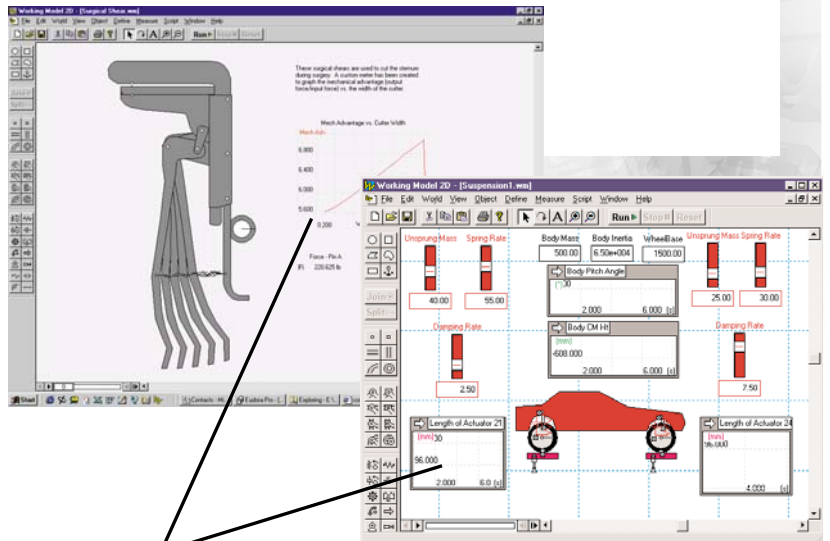 Working Model 2D - [Surgical Shear.wm]
File Edit World View Object Define Measure Script Window Help
Run Stop Reset
These surgical shears are used to cut the sternum
during surgery. A custom meter has been created
to graph the mechanical advantage (output
force/input force) vs. the width of the cutter.
Mech Advantage vs. Cutter Width
Mech Adv
6.800
6.400
6.000
5.600
0.200
Force - Pin A
220.625 lb
Join
Split
0
Start
Working Model 2D - [Suspension1.wm]
File Edit World View Object Define Measure Script Window Help
Run Stop Reset
Unsprung Mass Spring Rate Body Mass Body Inertia WheelBase Unsprung Mass Spring Rate
500.00 6.50e+004 1500.00
Body Pitch Angle
(°)
2.000 6.000 (s)
40.00 55.00 25.00 30.00
Join
Split
Damping Rate Body CM Ht Damping Rate
(mm)
-608.000
2.000 6.000 (s)
2.50 7.50
Length of Actuator 21 Length of Actuator 24
(mm) (mm)
96.000
2.000 6.0 (s)
4.000 (s)